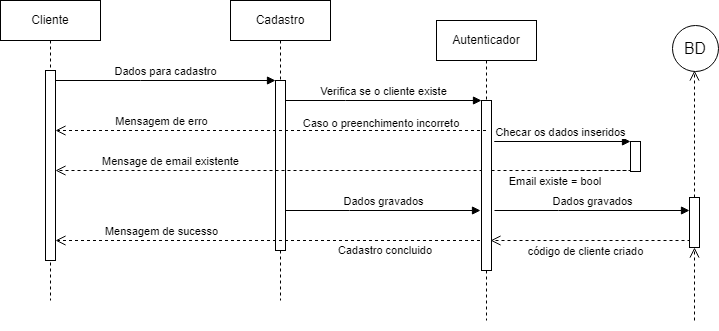 Cliente
Cadastro
Autenticador
BD
Dados para cadastro
Verifica se o cliente existe
Mensagem de erro
Caso o preenchimento incorreto
Checar os dados inseridos
Mensage de email existente
Email existe = bool
Dados gravados
Dados gravados
Mensagem de sucesso
Cadastro concluido
código de cliente criado